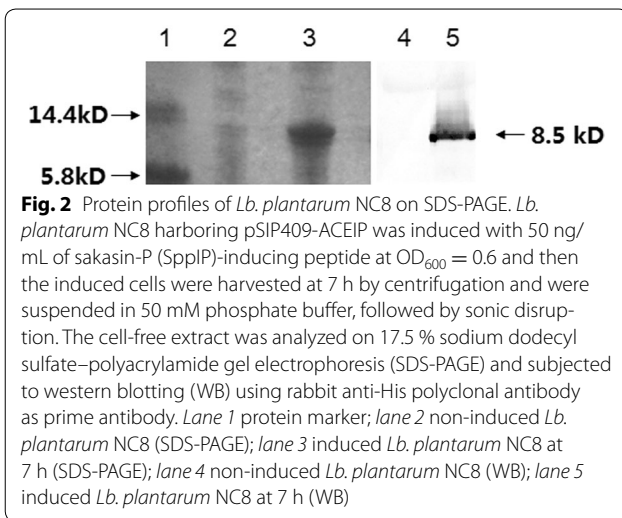 1 2 3 4 5
14.4kD
8.5 kD
5.8kD
Fig. 2 Protein profiles of Lb. plantarum NC8 on SDS-PAGE. Lb.
plantarum NC8 harboring pSIP409-ACEIP was induced with 50 ng/
mL of sakasin-P (SppIP)-inducing peptide at OD600 = 0.6 and then
the induced cells were harvested at 7 h by centrifugation and were
suspended in 50 mM phosphate buffer, followed by sonic disrup-
tion. The cell-free extract was analyzed on 17.5 % sodium dodecyl
sulfate–polyacrylamide gel electrophoresis (SDS-PAGE) and subjected
to western blotting (WB) using rabbit anti-His polyclonal antibody
as prime antibody. Lane 1 protein marker; lane 2 non-induced Lb.
plantarum NC8 (SDS-PAGE); lane 3 induced Lb. plantarum NC8 at
7 h (SDS-PAGE); lane 4 non-induced Lb. plantarum NC8 (WB); lane 5
induced Lb. plantarum NC8 at 7 h (WB)